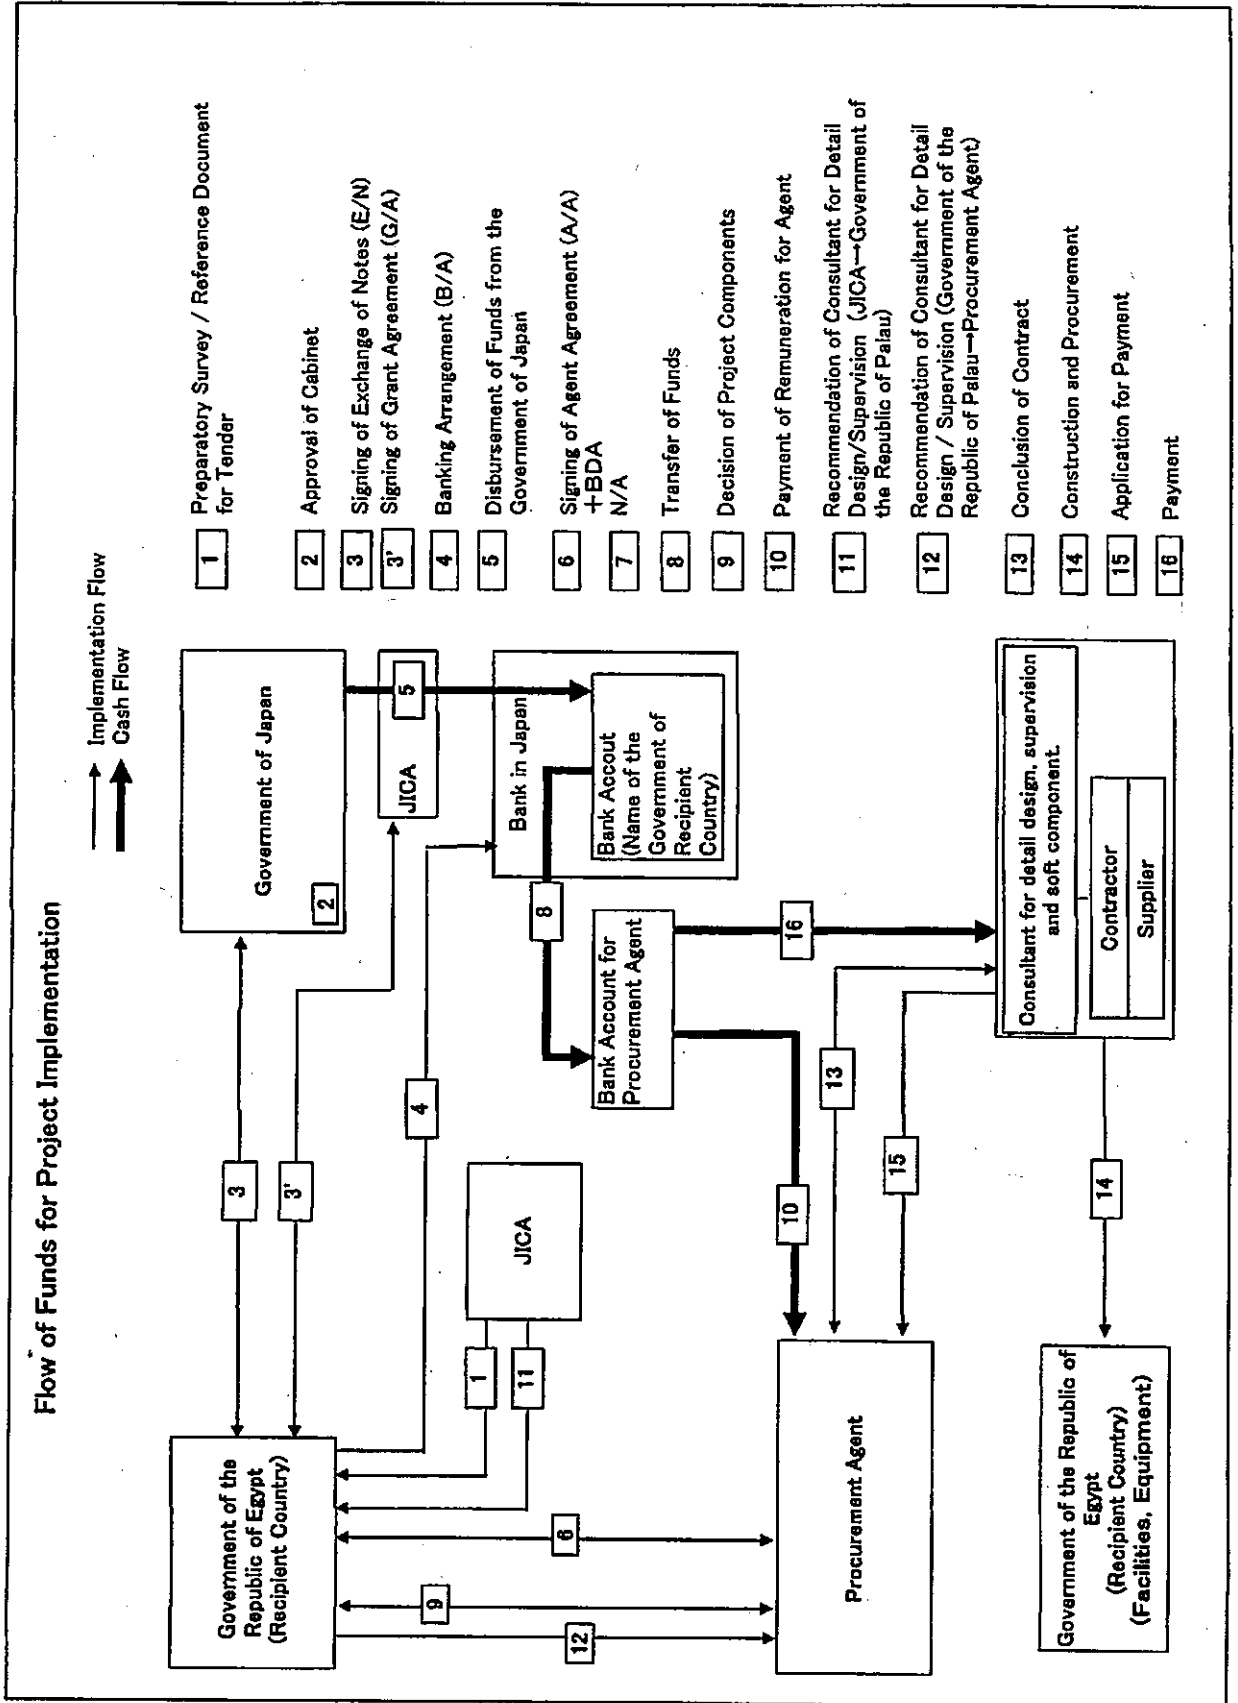 Flow of Funds for Project Implementation
Implementation Flow
Cash Flow
Government of the
Republic of Egypt
(Recipient Country)
3
3'
Government of Japan
2
JICA
5
4
Bank in Japan
Bank Accout
(Name of the
Government of
Recipient
Country)
JICA
1
11
8
Bank Account for
Procurement Agent
6
9
12
10
16
13
15
Procurement Agent
Consultant for detail design, supervision
and soft component.
Contractor
Supplier
14
Government of the Republic of
Egypt
(Recipient Country)
(Facilities, Equipment)
1 Preparatory Survey / Reference Document
for Tender
2 Approval of Cabinet
3 Signing of Exchange of Notes (E/N)
3' Signing of Grant Agreement (G/A)
4 Banking Arrangement (B/A)
5 Disbursement of Funds from the
Government of Japan
6 Signing of Agent Agreement (A/A)
+BDA
7 N/A
8 Transfer of Funds
9 Decision of Project Components
10 Payment of Remuneration for Agent
11 Recommendation of Consultant for Detail
Design/Supervision (JICA→Government of
the Republic of Palau)
12 Recommendation of Consultant for Detail
Design / Supervision (Government of the
Republic of Palau→Procurement Agent)
13 Conclusion of Contract
14 Construction and Procurement
15 Application for Payment
16 Payment